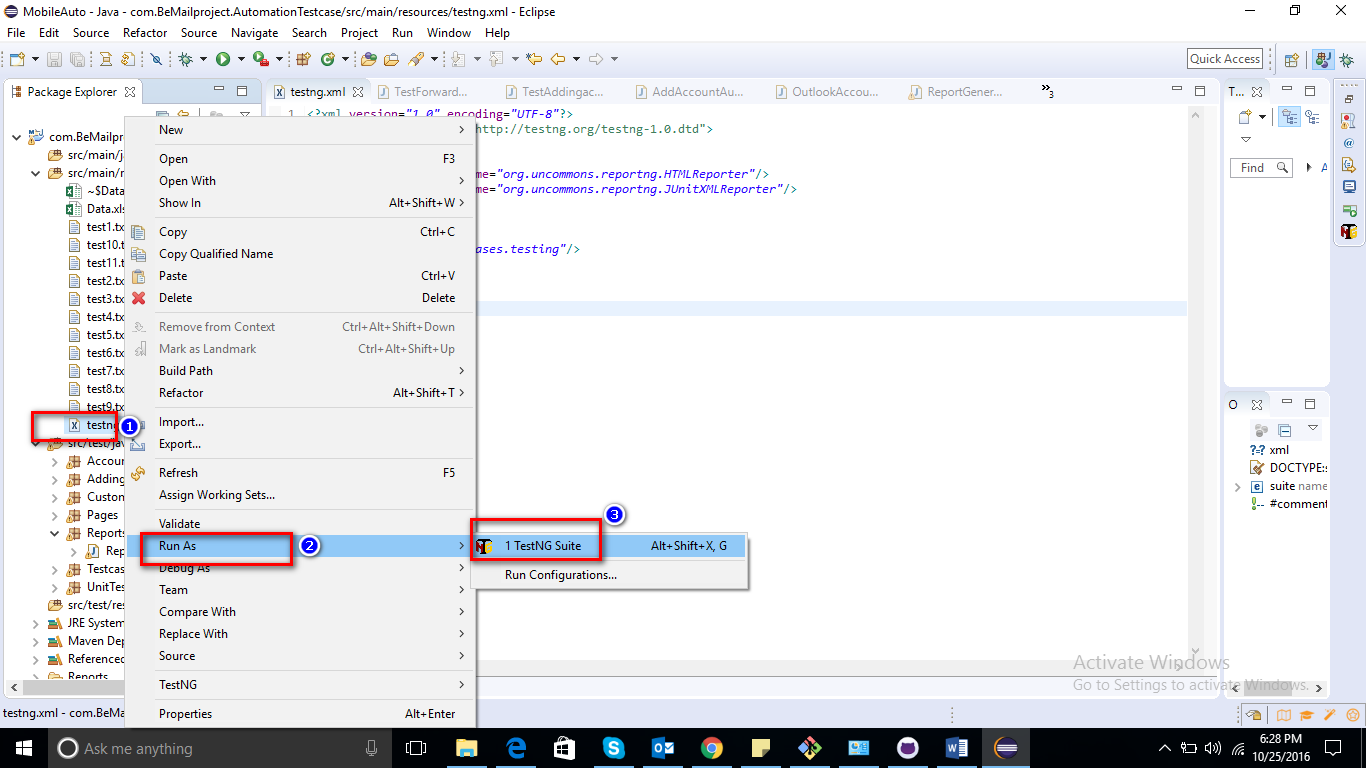 MobileAuto - Java - com.BeMailproject.AutomationTestcase/src/main/resources/testng.xml - Eclipse
File Edit Source Refactor Source Navigate Search Project Run Window Help
Quick Access
Package Explorer
testng.xml
TestForward...
TestAddingac...
AddAccountAu...
OutlookAccou...
ReportGener...
3
T...
1 <?xml version="1.0" encoding="UTF-8"?>
http://testng.org/testng-1.0.dtd">
me="org.uncommons.reportng.HTMLReporter"/>
me="org.uncommons.reportng.JUnitXMLReporter"/>
ases.testing"/>
com.BeMailpr
src/main/j
src/main/r
~$Data
Data.xls
test1.tx
test10.t
test11.t
test2.tx
test3.tx
test4.tx
test5.tx
test6.tx
test7.tx
test8.tx
test9.tx
testng
1
src/test/jav
Accou
Adding
Custon
Pages
Reports
Rep
Testcas
UnitTes
src/test/res
JRE System
Maven Dep
Referenced
Reports
New
Open F3
Open With
Show In Alt+Shift+W
Copy Ctrl+C
Copy Qualified Name
Paste Ctrl+V
Delete Delete
Remove from Context Ctrl+Alt+Shift+Down
Mark as Landmark Ctrl+Alt+Shift+Up
Build Path
Refactor Alt+Shift+T
Import...
Export...
Refresh F5
Assign Working Sets...
Validate
Run As
2
Debug As
Team
Compare With
Replace With
Source
TestNG
Properties Alt+Enter
3
1 TestNG Suite Alt+Shift+X, G
Run Configurations...
Find
A
O
?-? xml
DOCTYPE:s
e suite name
#comment
Activate Windows
Go to Settings to activate Windows.
testng.xml - com.BeMa
Ask me anything
6:28 PM
10/25/2016